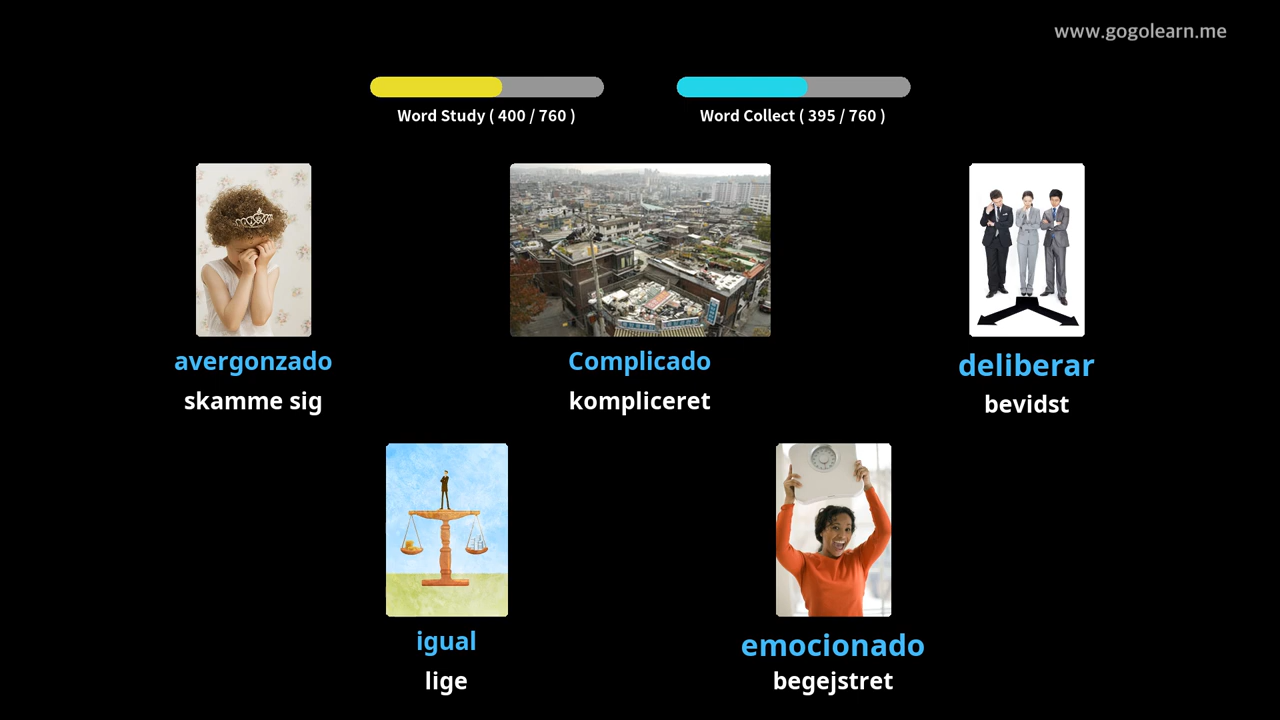 www.gogolearn.me
Word Study ( 400 / 760 )
Word Collect ( 395 / 760 )
avergonzado
skamme sig
Complicado
kompliceret
deliberar
bevidst
igual
lige
emocionado
begejstret